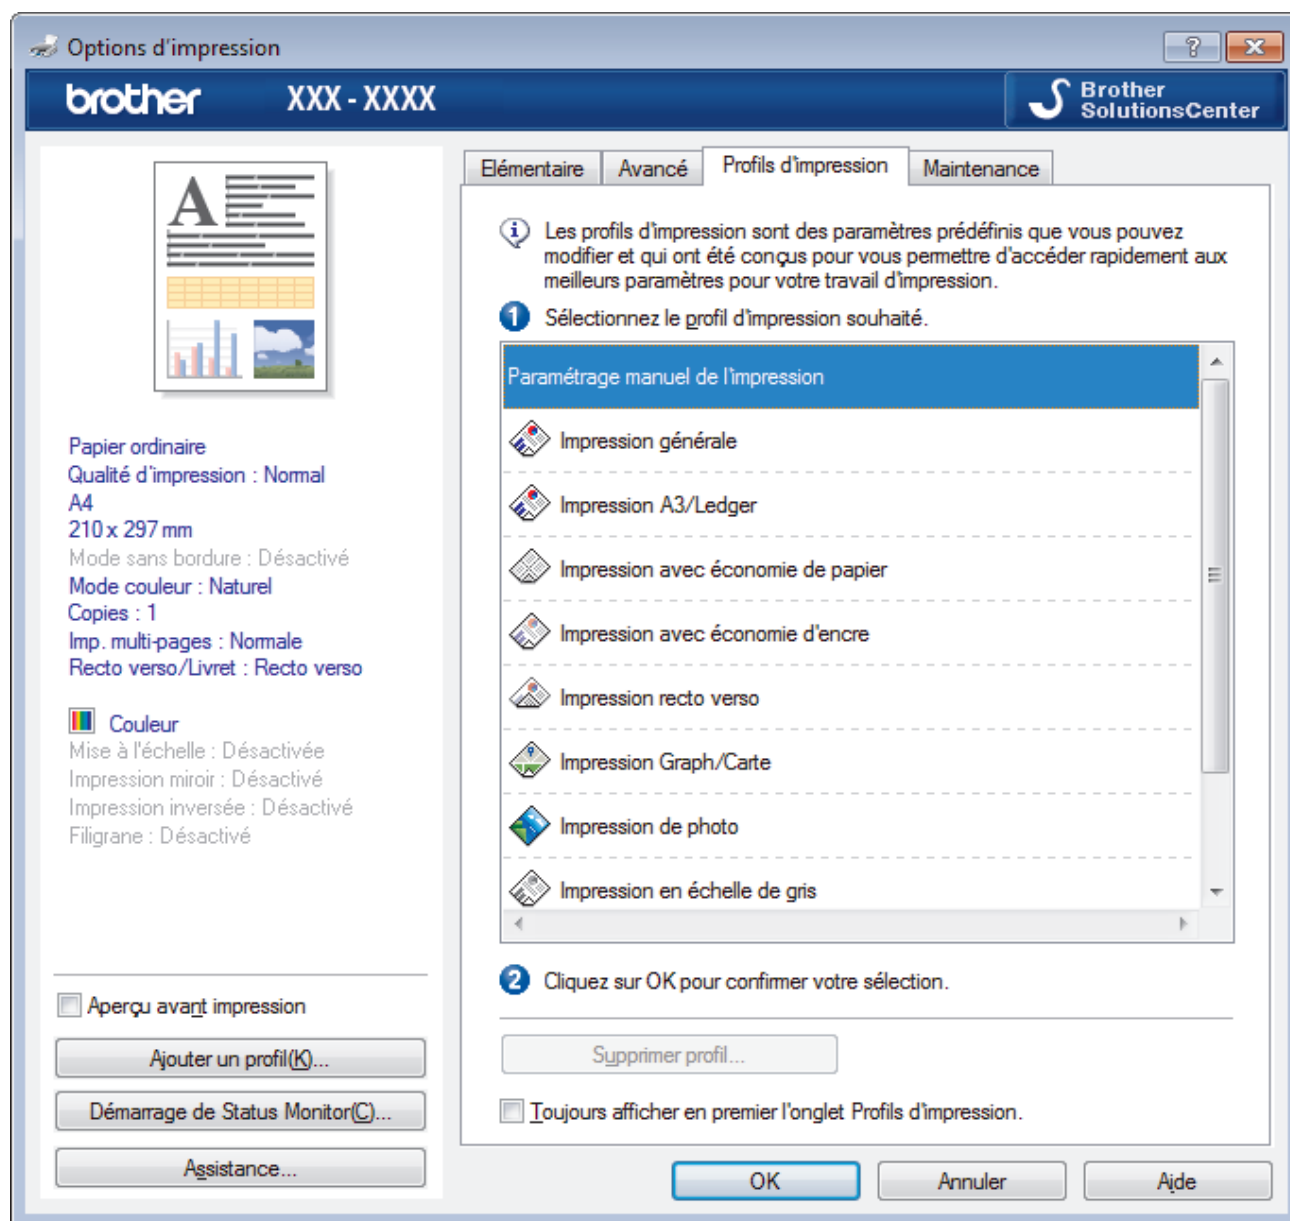 Options d'impression
brother XXX - XXXX
Brother
SolutionsCenter
A
Papier ordinaire
Qualité d'impression : Normal
A4
210 x 297 mm
Mode sans bordure : Désactivé
Mode couleur : Naturel
Copies : 1
Imp. multi-pages : Normale
Recto verso/Livret : Recto verso
Couleur
Mise à l'échelle : Désactivée
Impression miroir : Désactivé
Impression inversée : Désactivé
Filigrane : Désactivé
Aperçu avant impression
Ajouter un profil(K)...
Démarrage de Status Monitor(C)...
Assistance...
Elémentaire Avancé Profils d'impression Maintenance
Les profils d'impression sont des paramètres prédéfinis que vous pouvez
modifier et qui ont été conçus pour vous permettre d'accéder rapidement aux
meilleurs paramètres pour votre travail d'impression.
1 Sélectionnez le profil d'impression souhaité.
Paramétrage manuel de l'impression
Impression générale
Impression A3/Ledger
Impression avec économie de papier
Impression avec économie d'encre
Impression recto verso
Impression Graph/Carte
Impression de photo
Impression en échelle de gris
2 Cliquez sur OK pour confirmer votre sélection.
Supprimer profil...
Toujours afficher en premier l'onglet Profils d'impression.
OK Annuler Aide